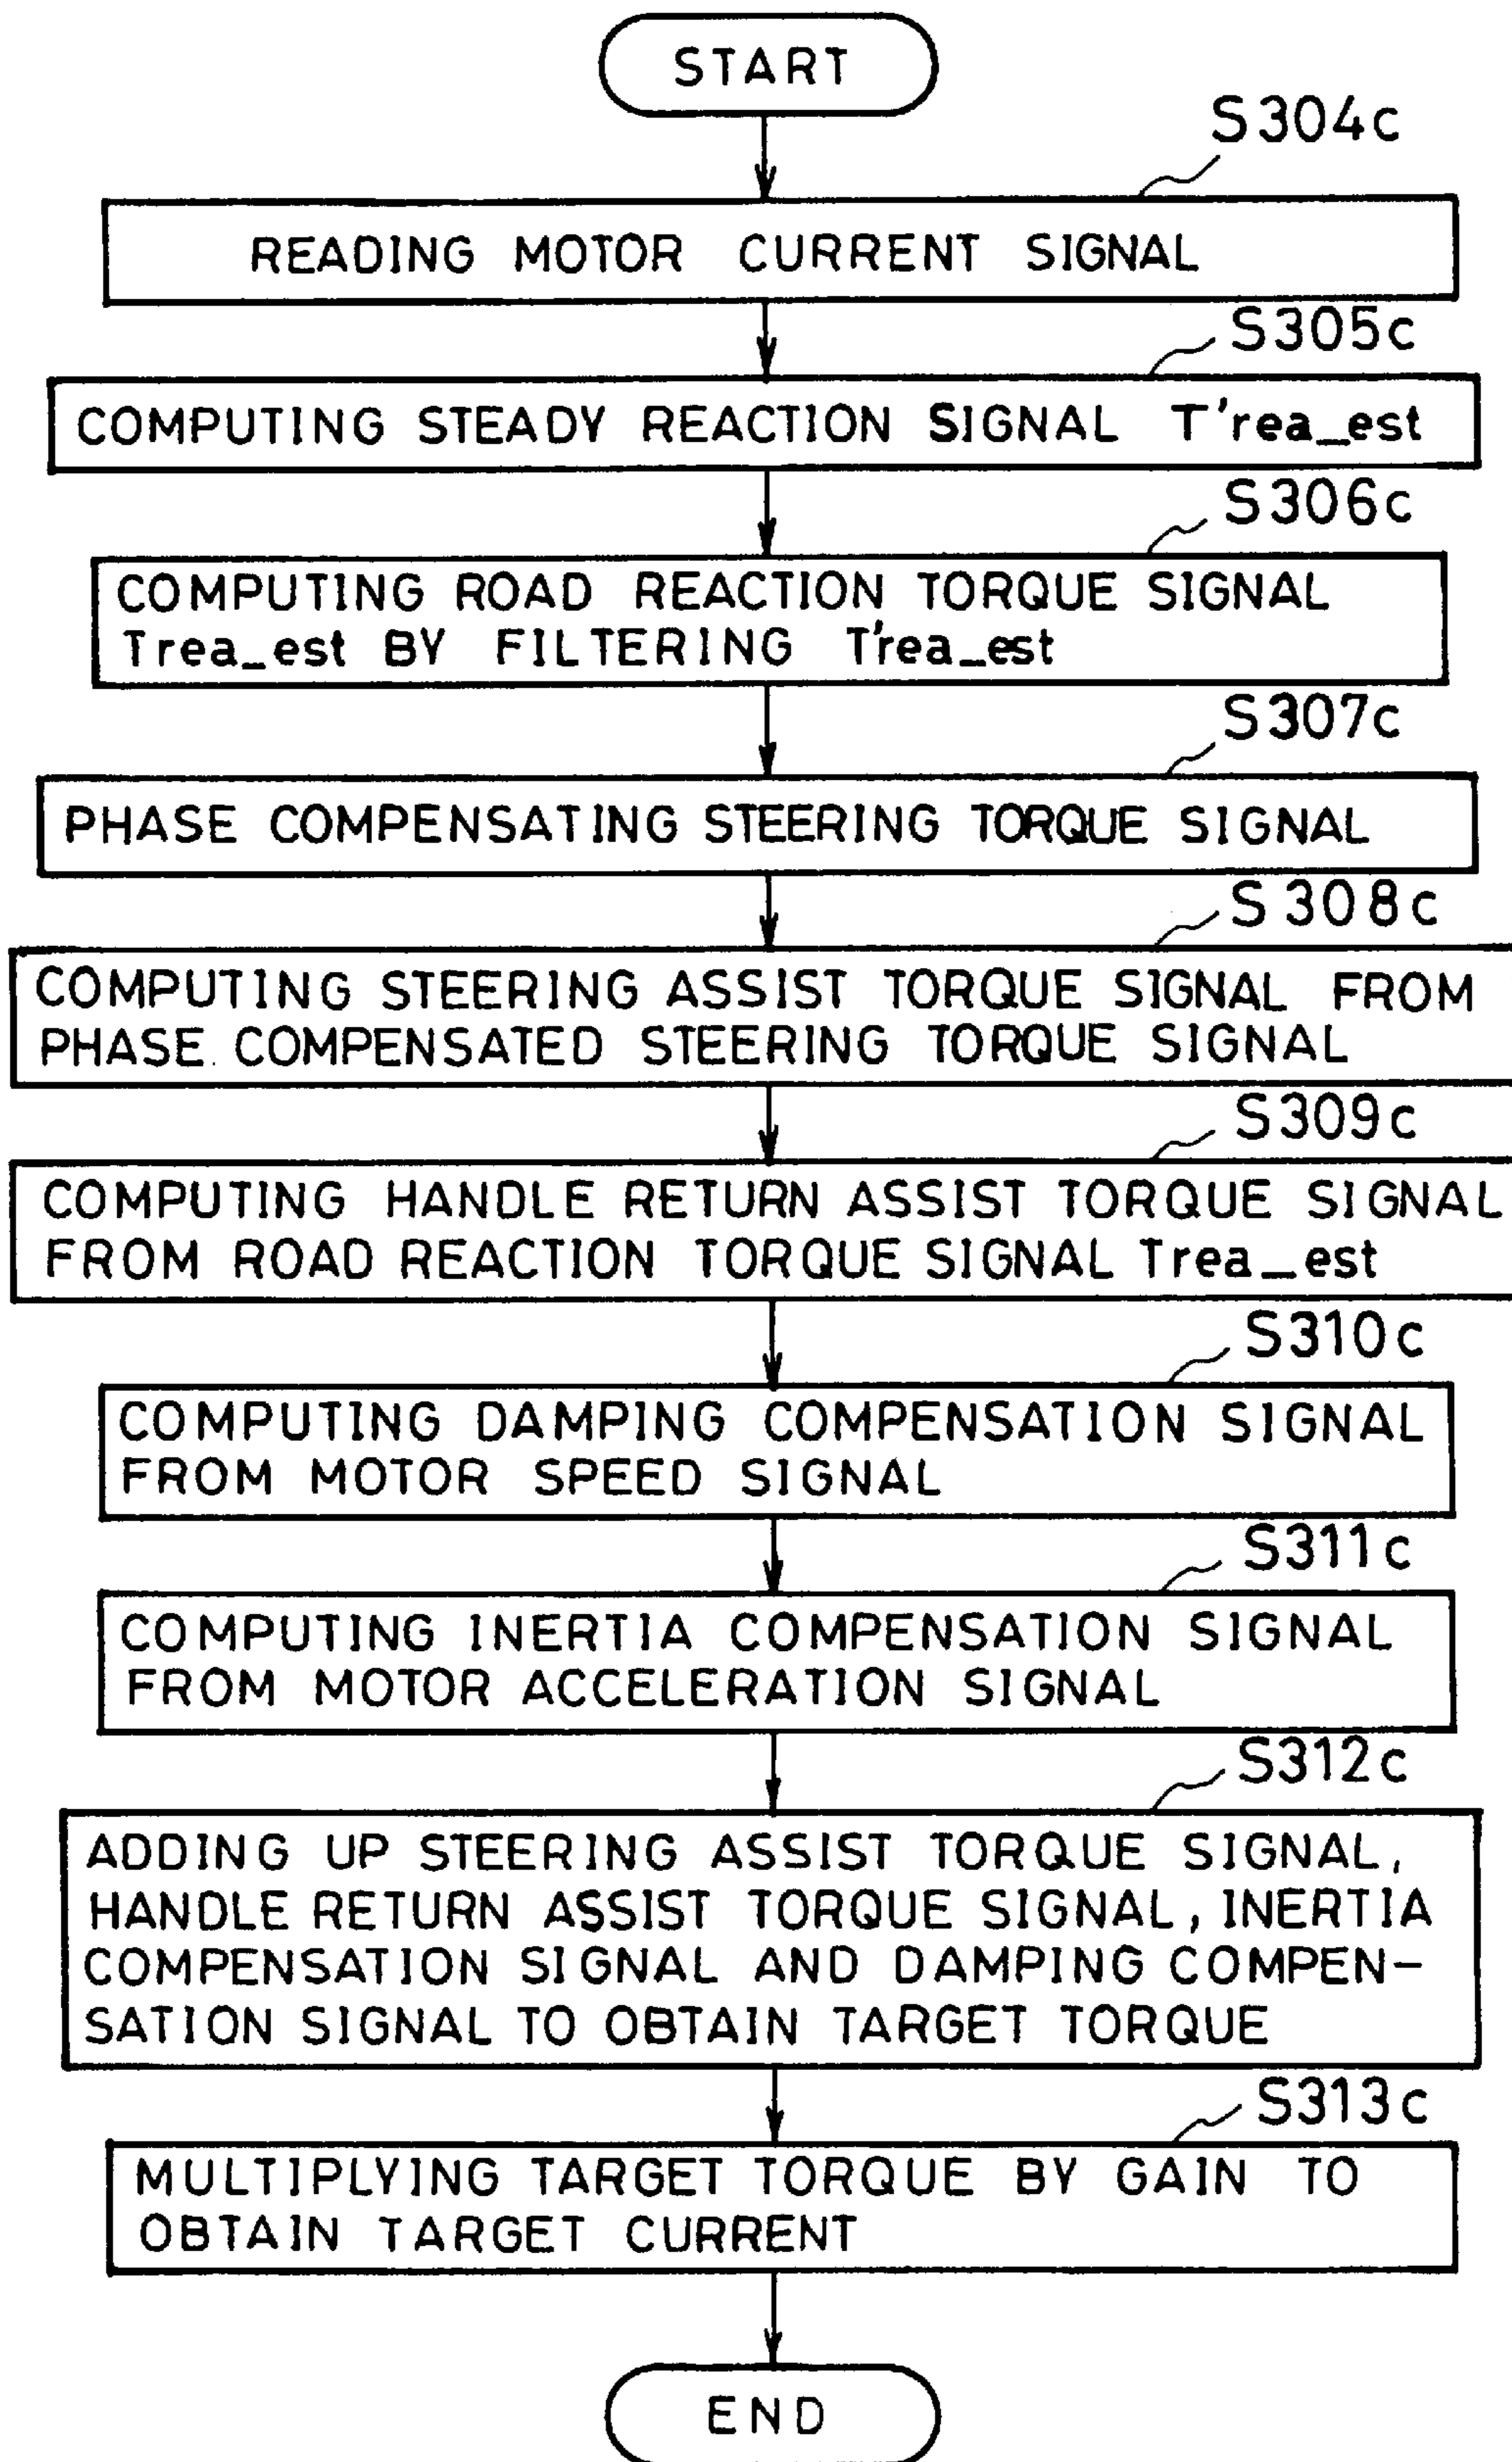 START
S304c
READING MOTOR CURRENT SIGNAL
S305c
COMPUTING STEADY REACTION SIGNAL T'rea_est
S306c
COMPUTING ROAD REACTION TORQUE SIGNAL
Trea_est BY FILTERING T'rea_est
S307c
PHASE COMPENSATING STEERING TORQUE SIGNAL
S308c
COMPUTING STEERING ASSIST TORQUE SIGNAL FROM
PHASE COMPENSATED STEERING TORQUE SIGNAL
S309c
COMPUTING HANDLE RETURN ASSIST TORQUE SIGNAL
FROM ROAD REACTION TORQUE SIGNAL Trea_est
S310c
COMPUTING DAMPING COMPENSATION SIGNAL
FROM MOTOR SPEED SIGNAL
S311c
COMPUTING INERTIA COMPENSATION SIGNAL
FROM MOTOR ACCELERATION SIGNAL
S312c
ADDING UP STEERING ASSIST TORQUE SIGNAL,
HANDLE RETURN ASSIST TORQUE SIGNAL, INERTIA
COMPENSATION SIGNAL AND DAMPING COMPEN-
SATION SIGNAL TO OBTAIN TARGET TORQUE
S313c
MULTIPLYING TARGET TORQUE BY GAIN TO
OBTAIN TARGET CURRENT
END